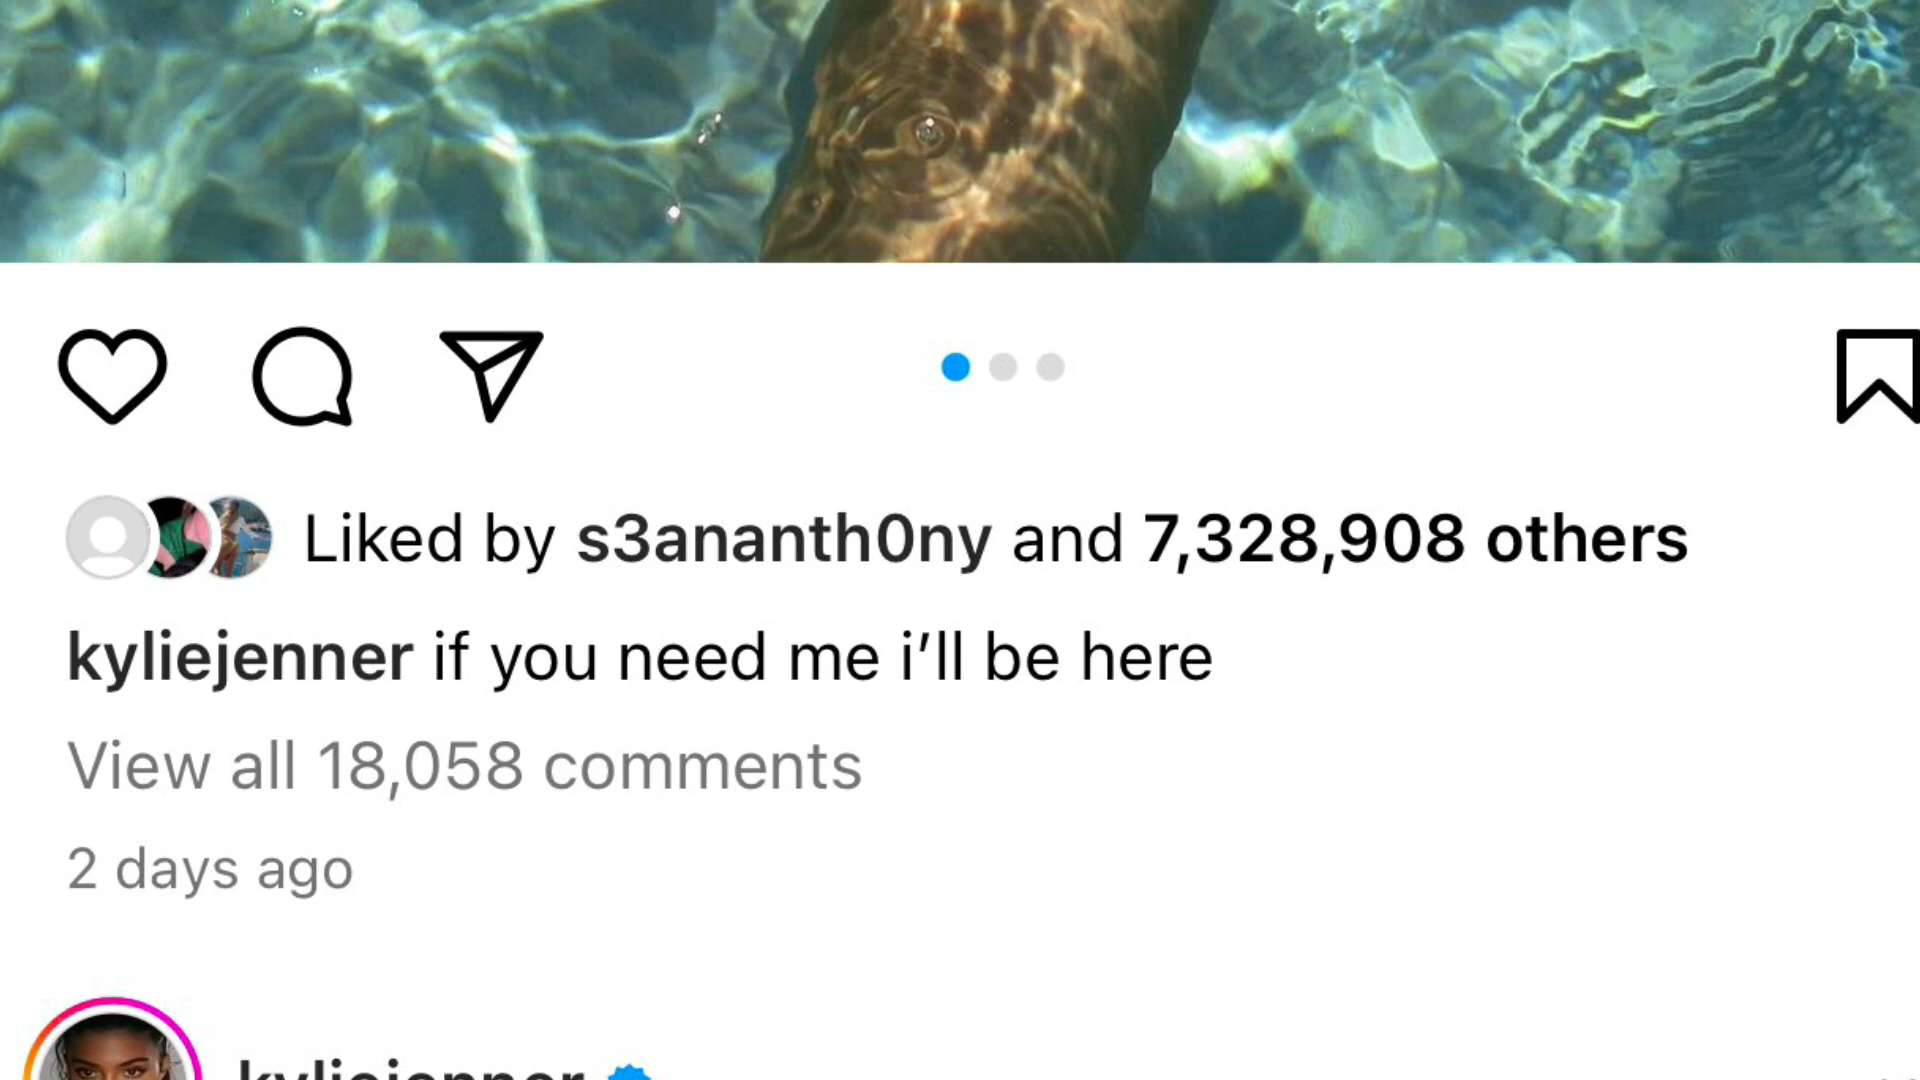 Liked by s3ananth0ny and 7,328,908 others
kyliejenner if you need me i’ll be here
View all 18,058 comments
2 days ago
kyliejenner